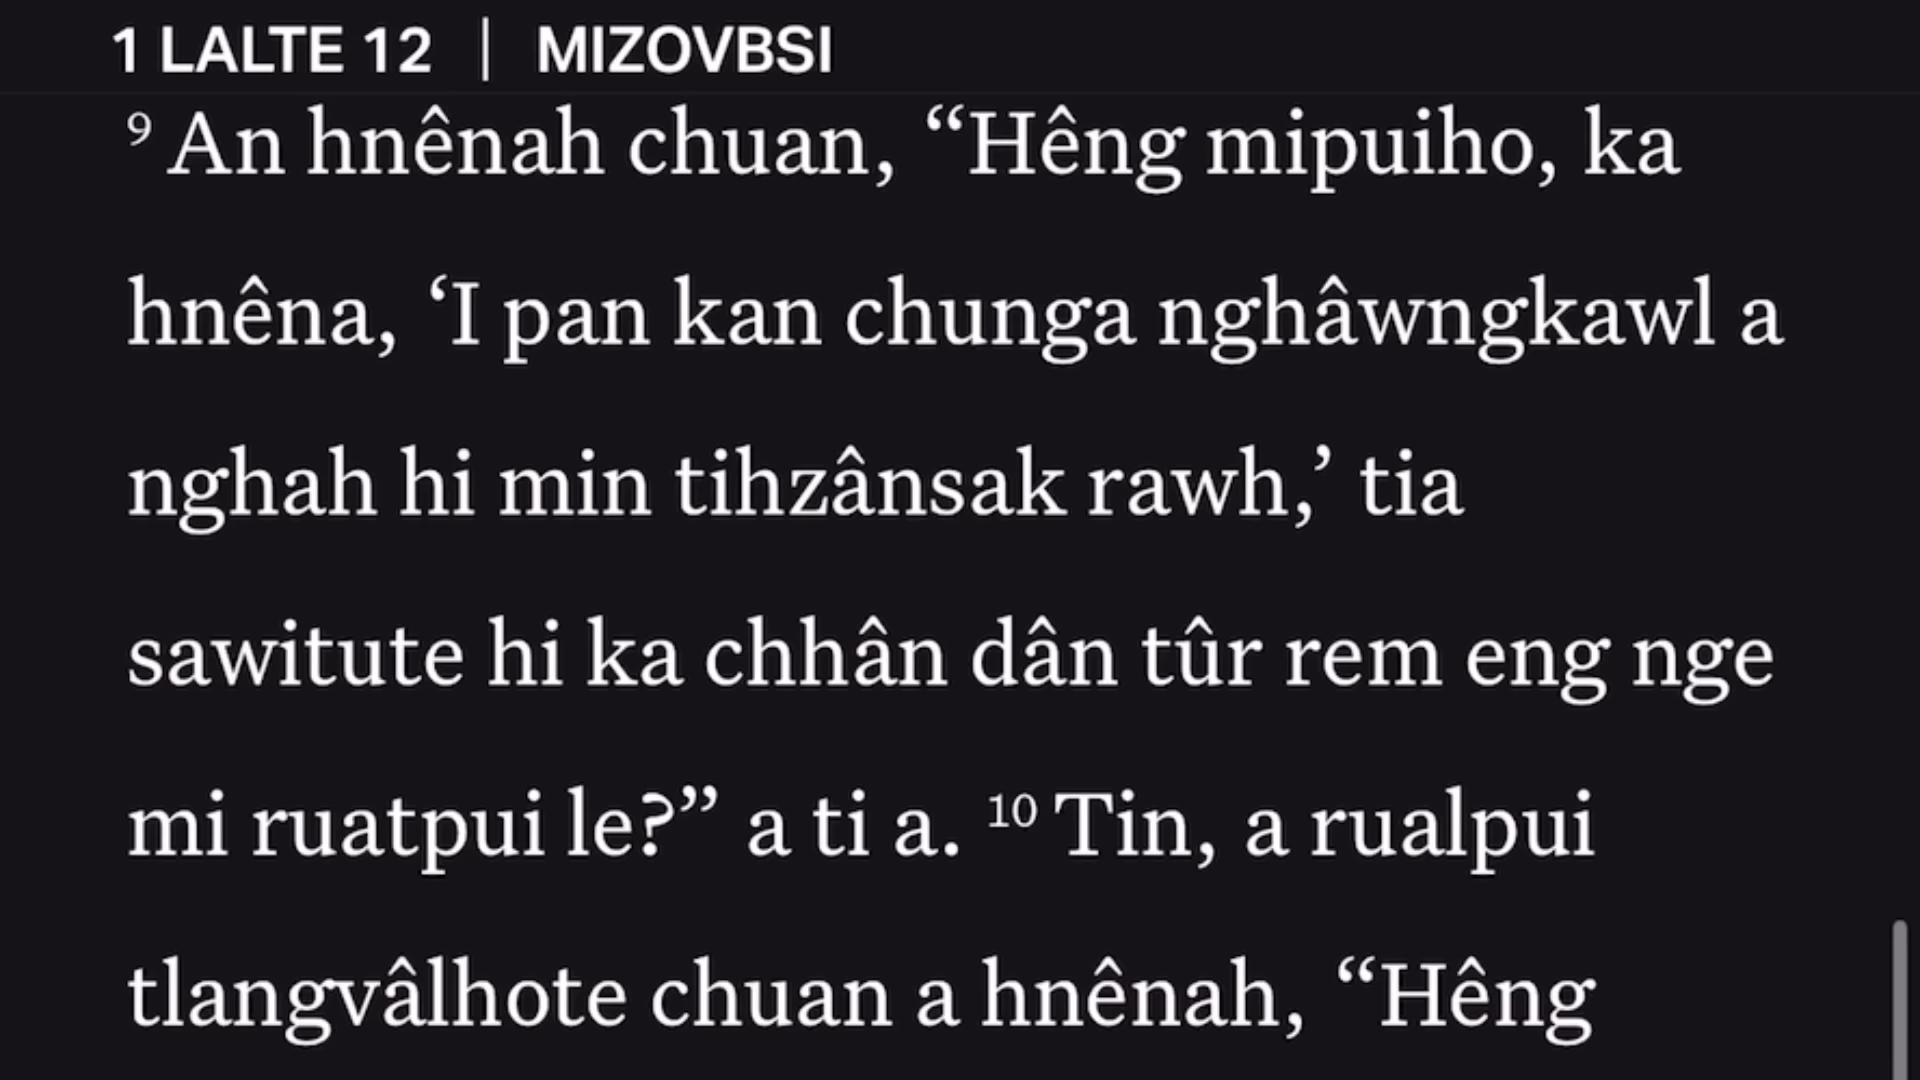 1 LALTE 12 | MIZOVBSI
9 An hnênah chuan, “Hêng mipuiho, ka
hnêna, ‘I pan kan chunga nghâwngkawl a
nghah hi min tihzânsak rawh,’ tia
sawitute hi ka chhân dân tûr rem eng nge
mi ruatpui le?” a ti a. 10 Tin, a rualpui
tlangvâlhote chuan a hnênah, “Hêng